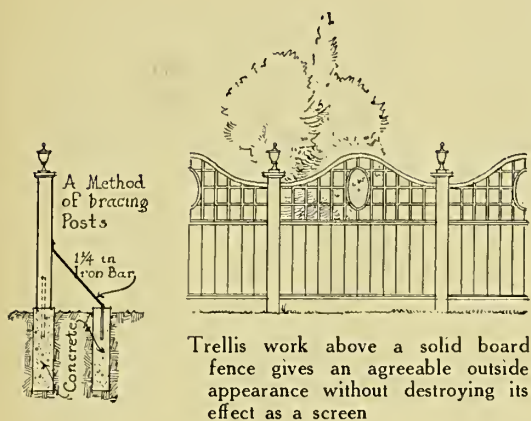 A Method
of bracing
Posts
1¼ in
Iron Bar
Concrete
Trellis work above a solid board
fence gives an agreeable outside
appearance without destroying its
effect as a screen